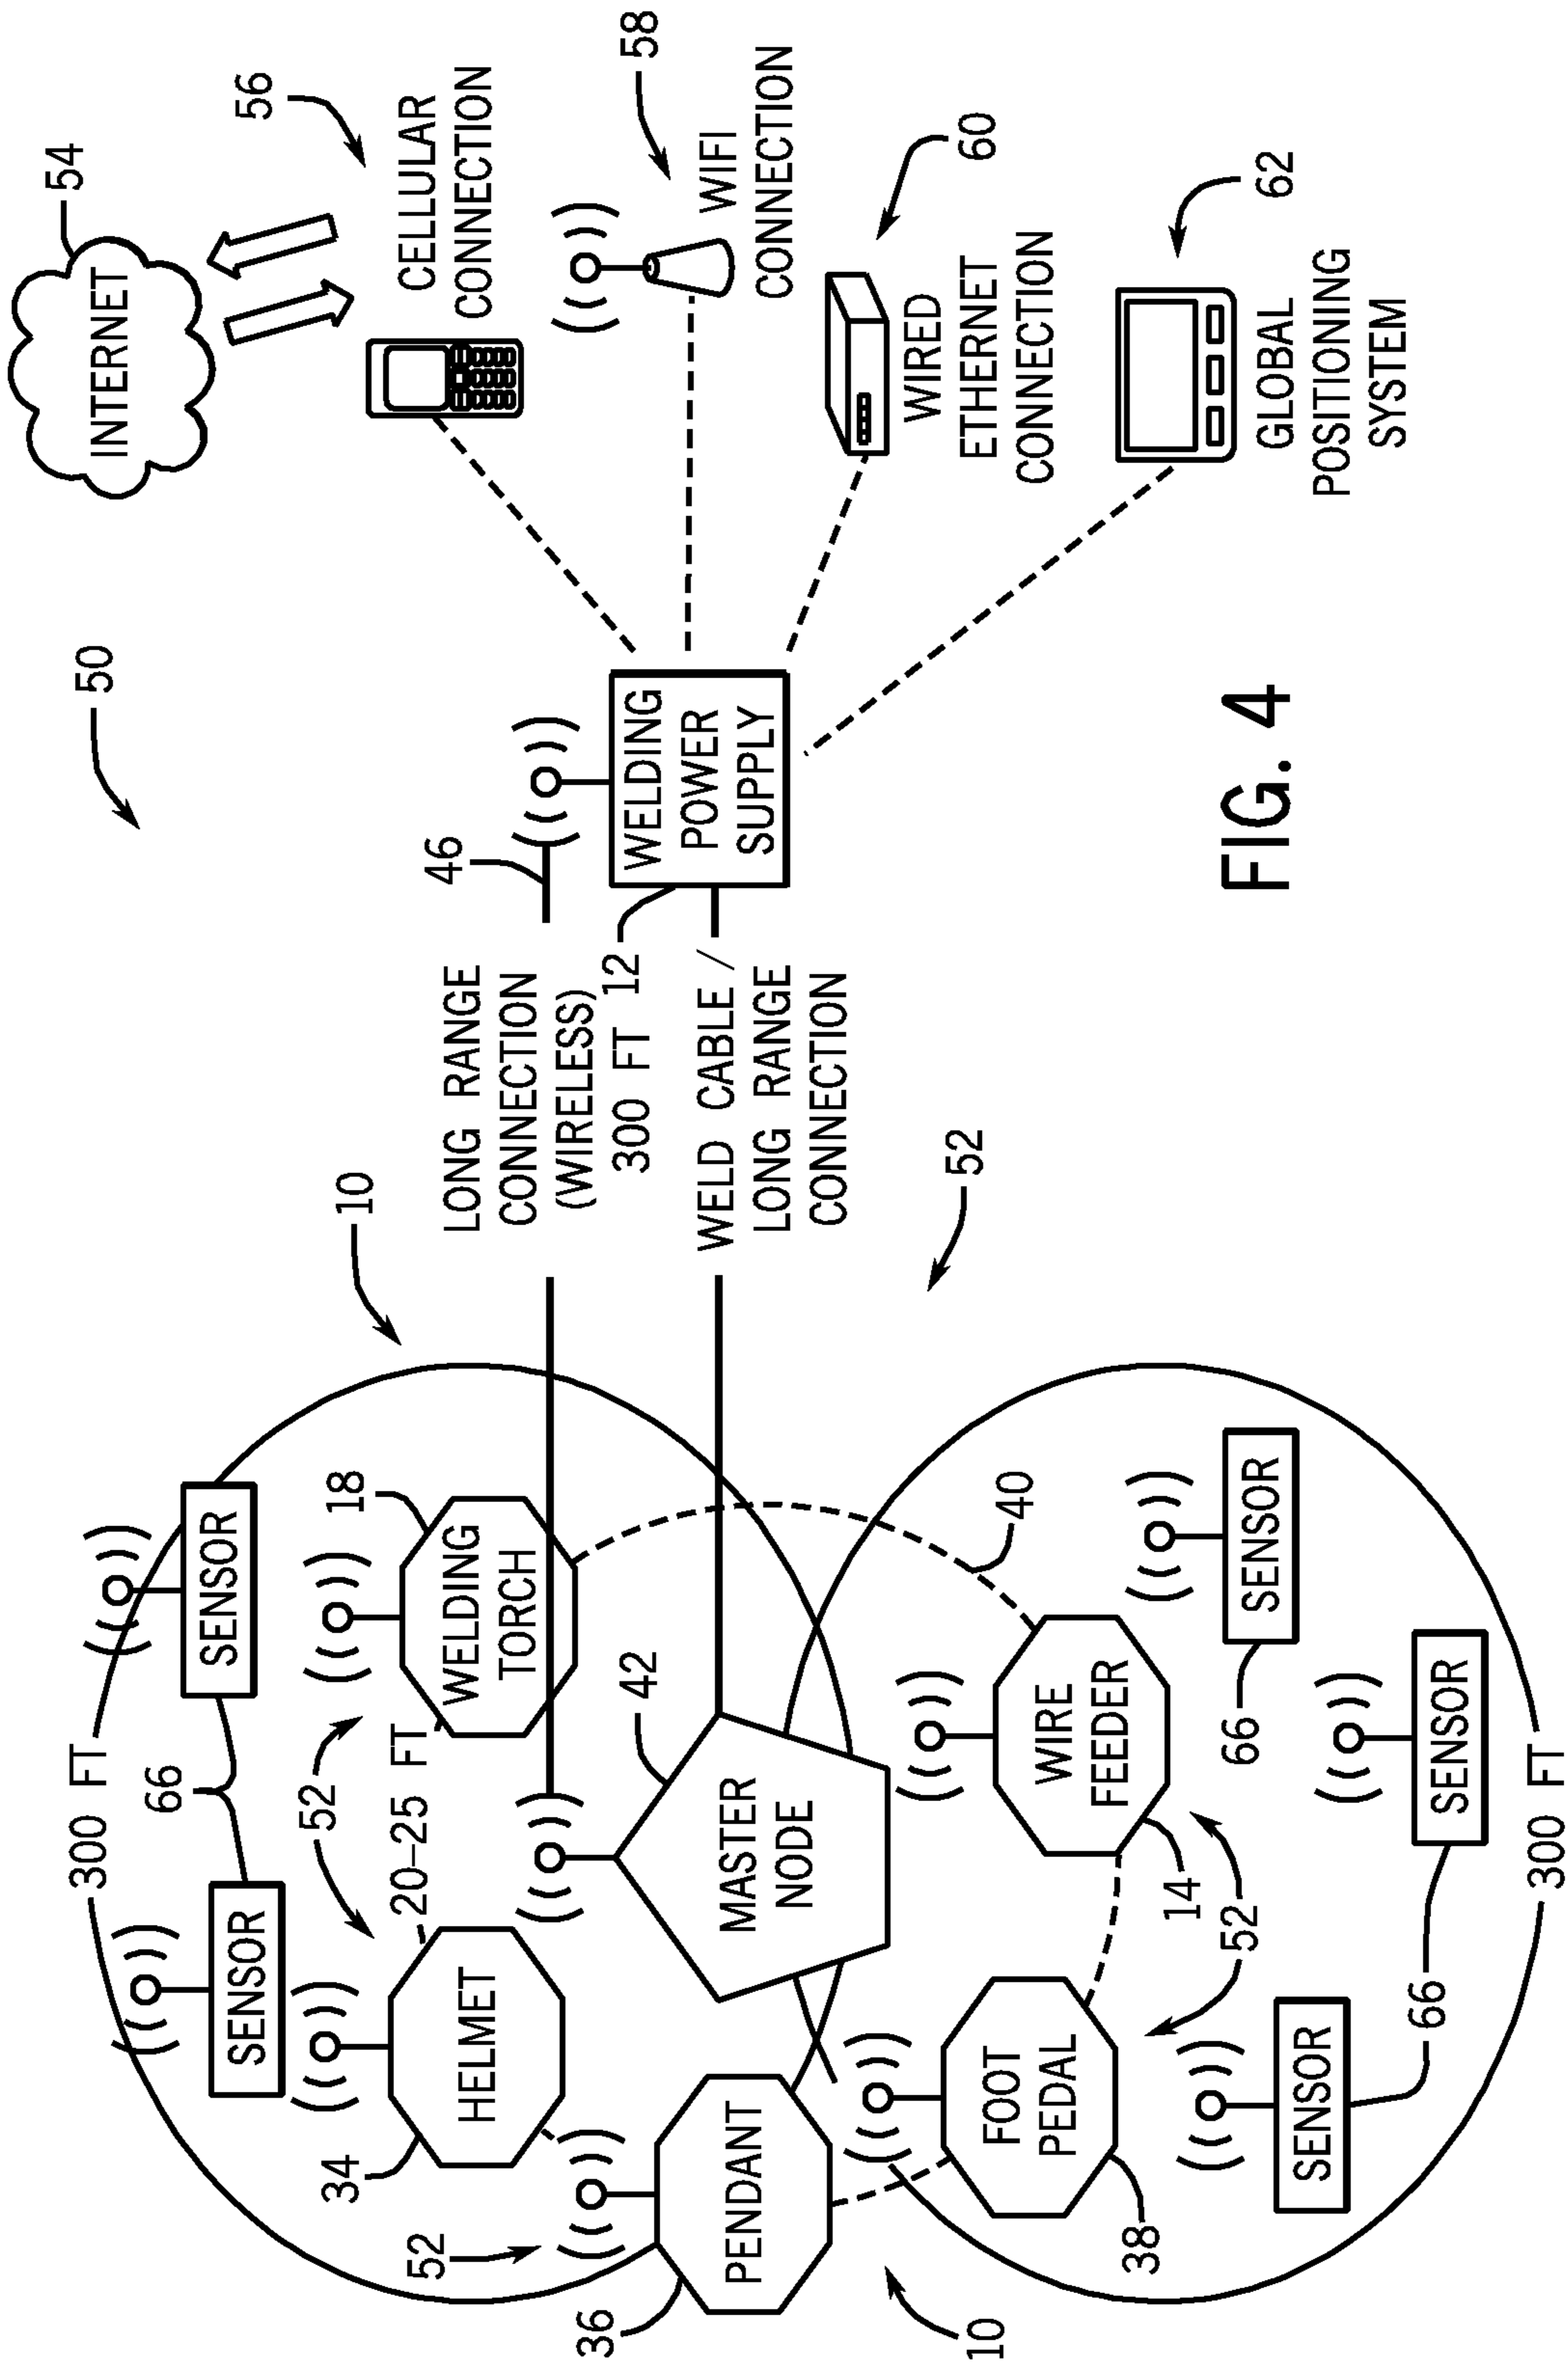 50
54
INTERNET
56
CELLULAR
CONNECTION
58
WIFI
CONNECTION
60
WIRED
ETHERNET
CONNECTION
62
GLOBAL
POSITIONING
SYSTEM
46
WELDING
POWER
SUPPLY
12
LONG RANGE
CONNECTION
(WIRELESS)
300 FT
WELD CABLE /
LONG RANGE
CONNECTION
52
10
300 FT
66
SENSOR
SENSOR
52
20-25 FT
18
WELDING
TORCH
34
HELMET
42
MASTER
NODE
52
36
PENDANT
10
40
WIRE
FEEDER
14
52
FOOT
PEDAL
38
SENSOR
66
SENSOR
66
SENSOR
300 FT
FIG. 4